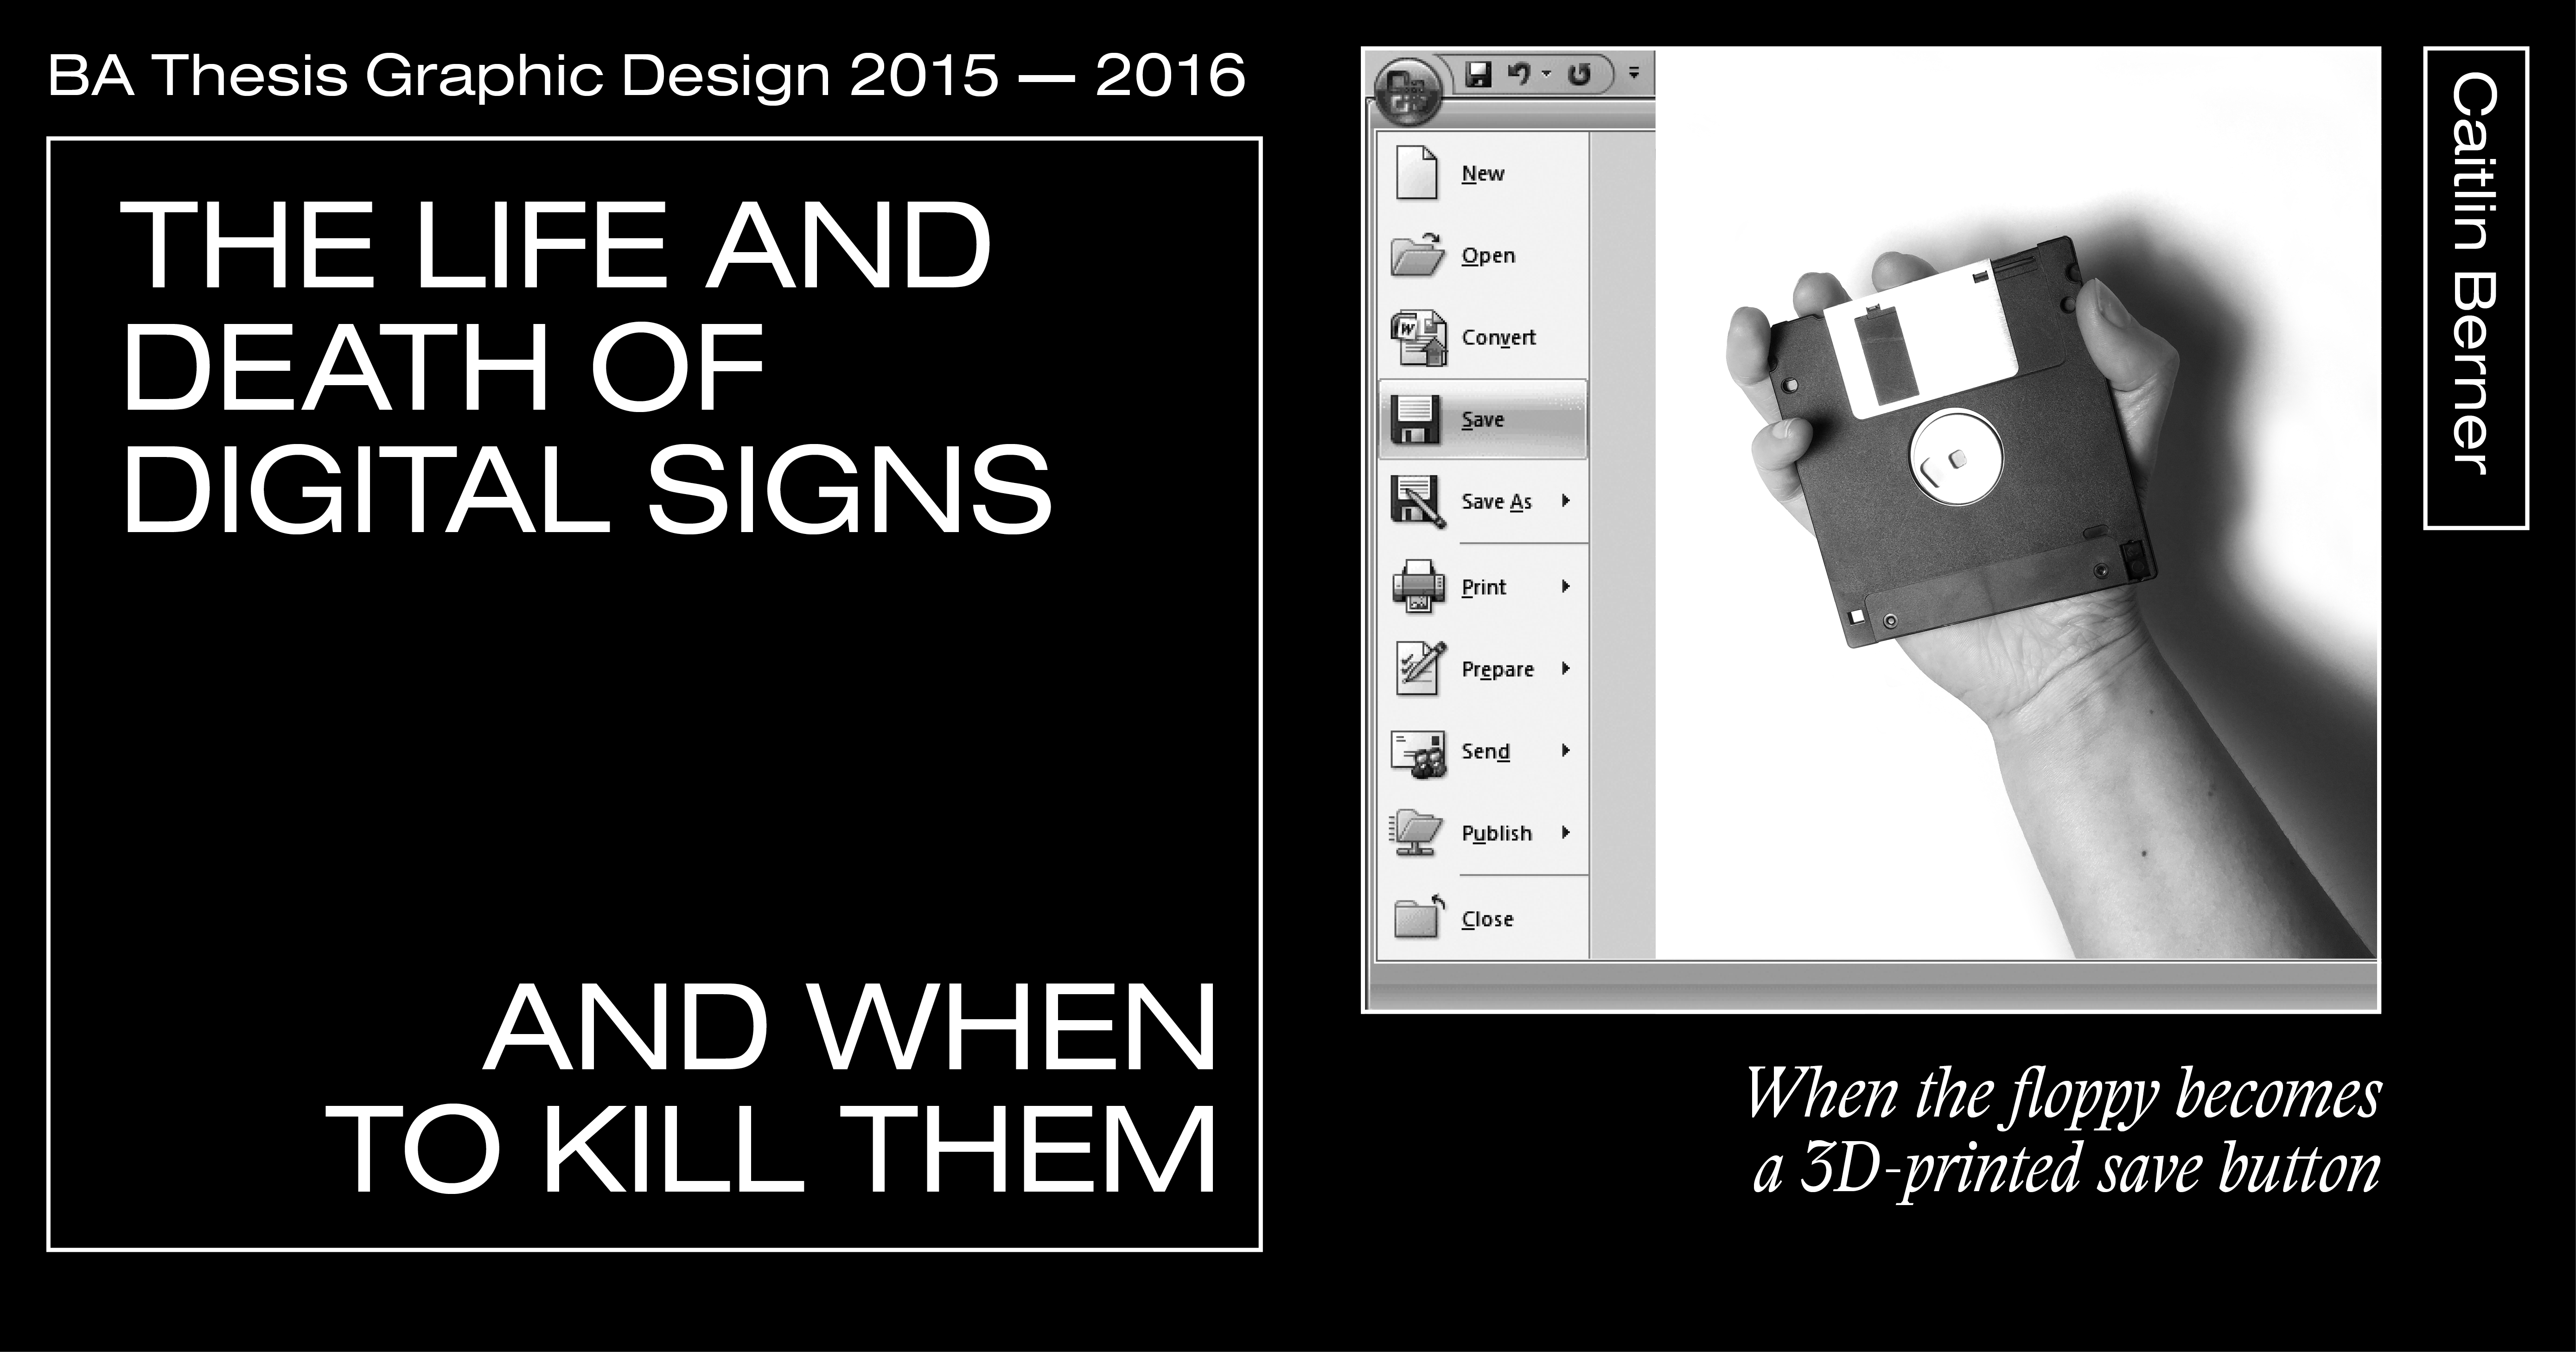 BA Thesis Graphic Design 2015 — 2016
THE LIFE AND
DEATH OF
DIGITAL SIGNS
AND WHEN
TO KILL THEM
New
Open
Convert
Save
Save As
Print
Prepare
Send
Publish
Close
When the floppy becomes
a 3D-printed save button
Caitlin Berner